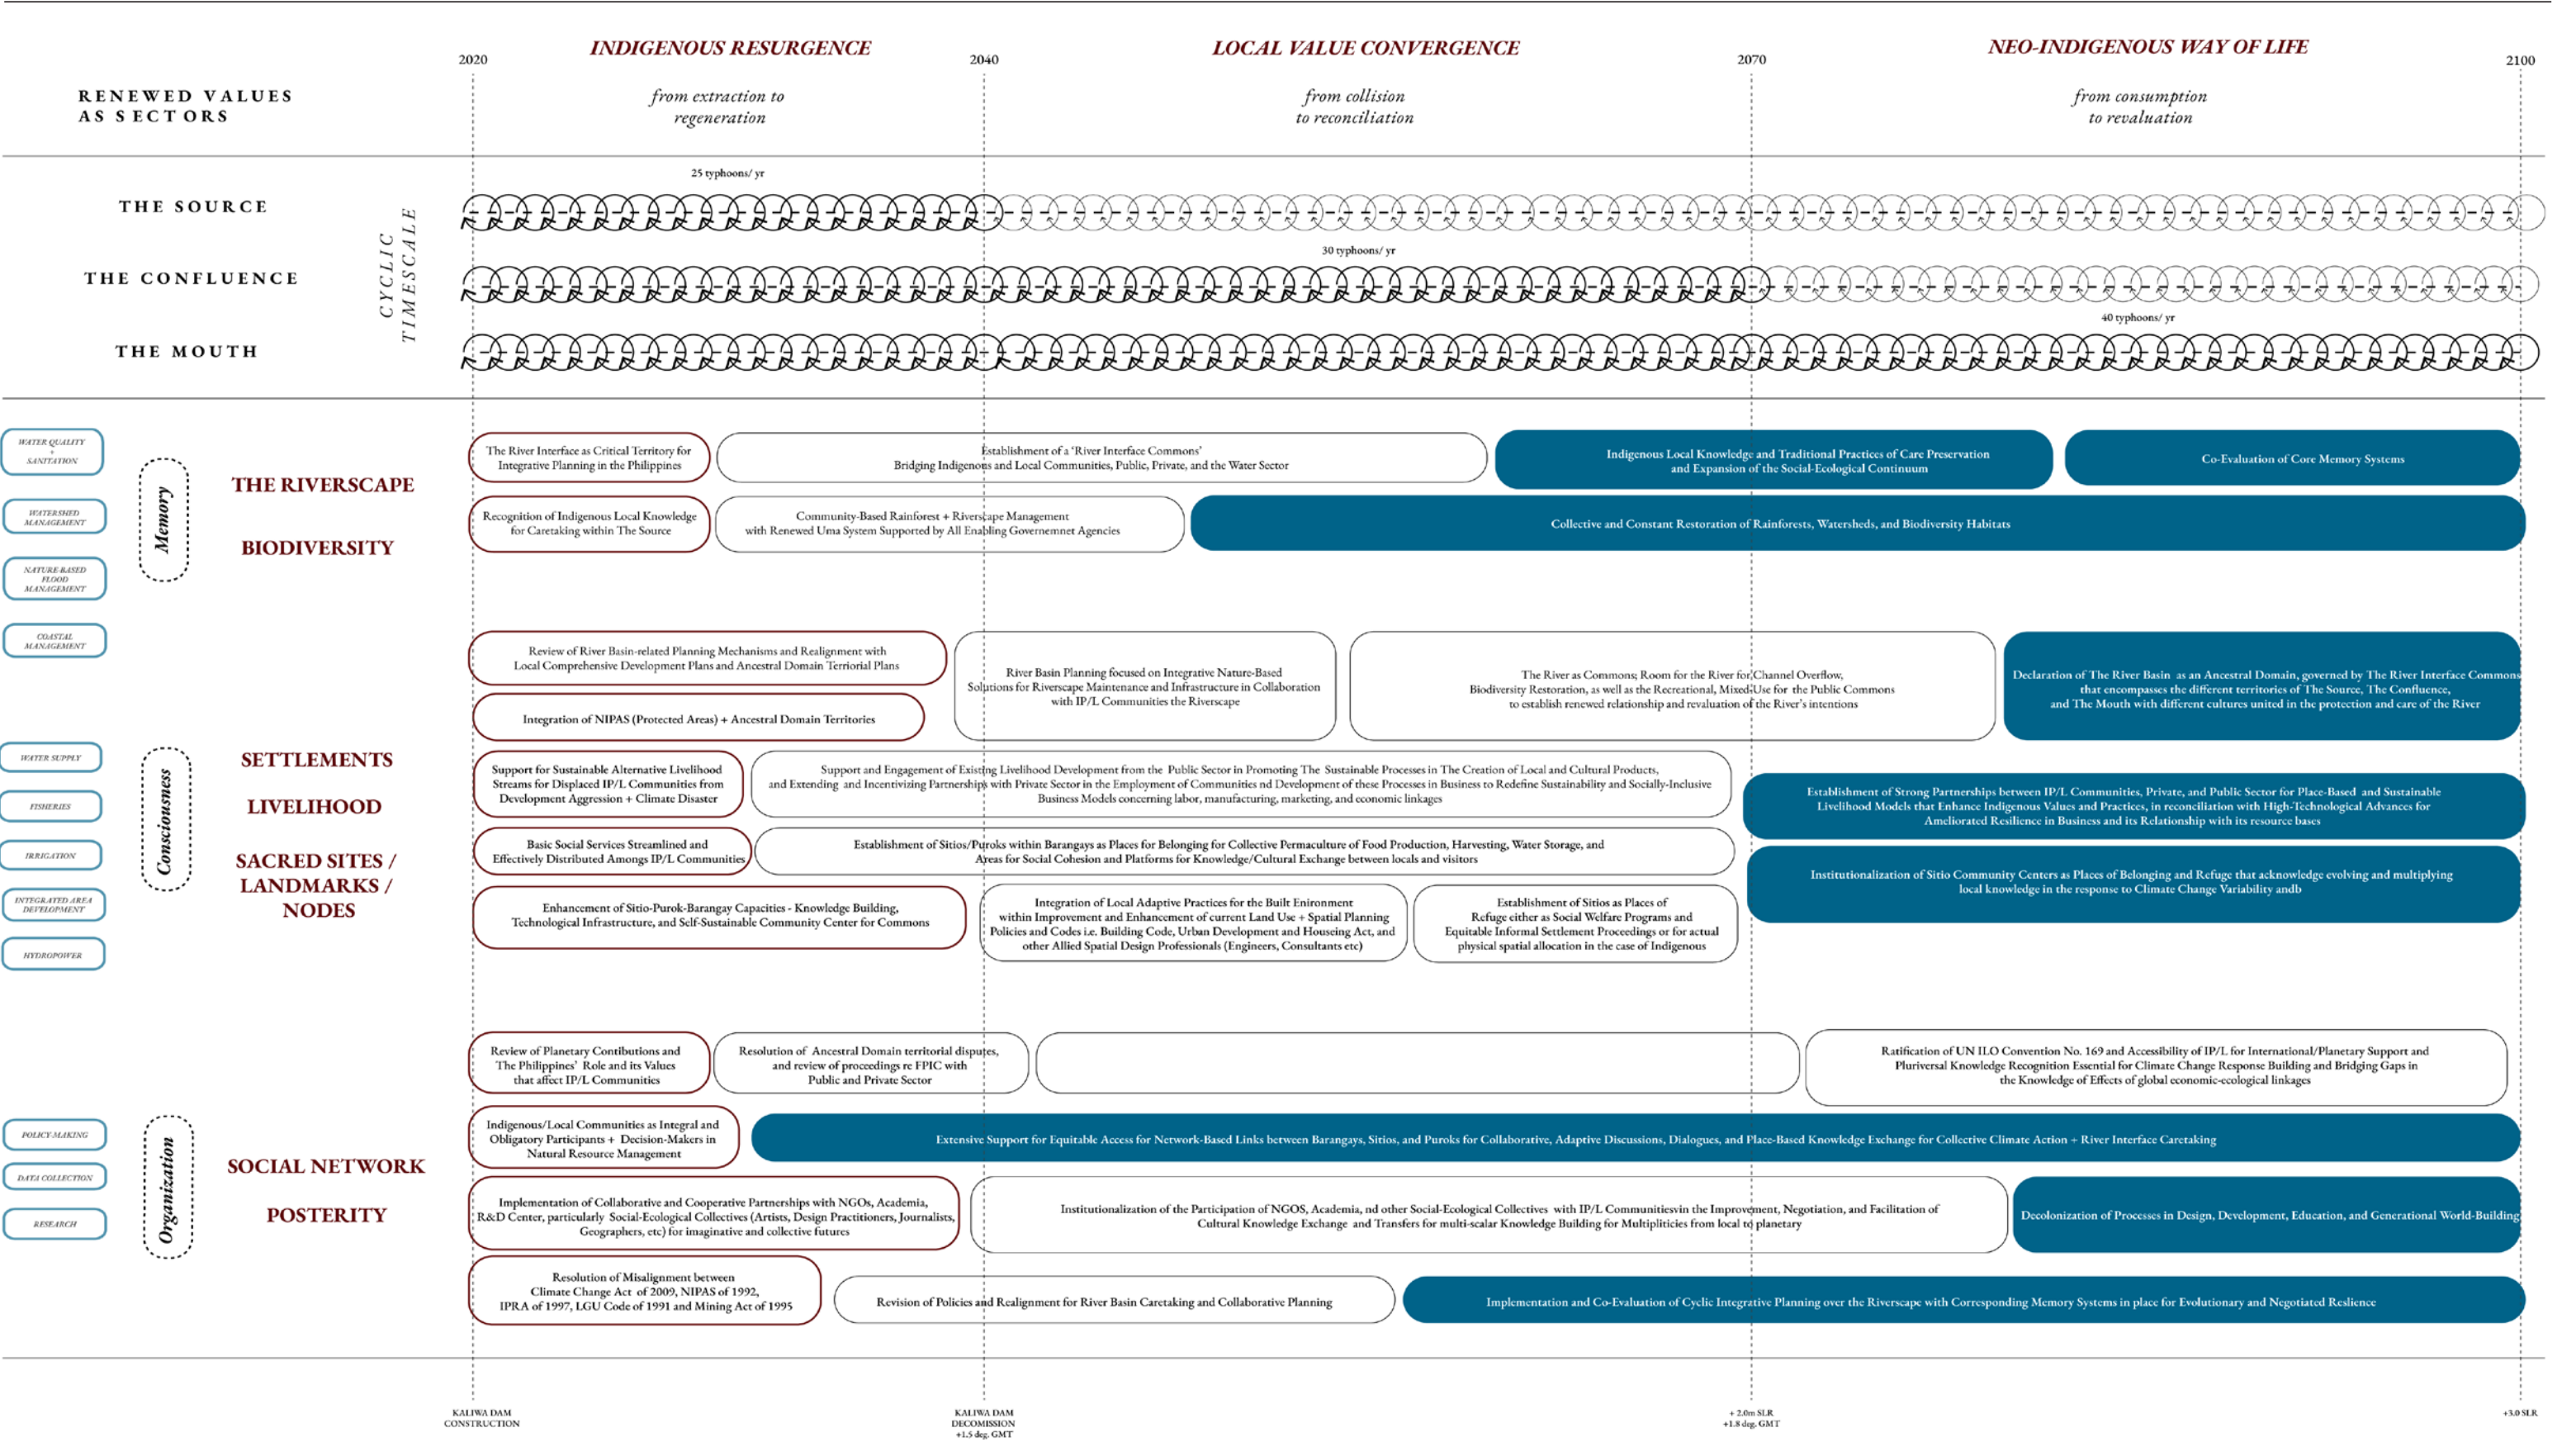 INDIGENOUS RESURGENCE
LOCAL VALUE CONVERGENCE
NEO-INDIGENOUS WAY OF LIFE
2020
2040
2070
2100
RENEWED VALUES
AS SECTORS
from extraction to
regeneration
from collision
to reconciliation
from consumption
to revaluation
25 typhoons/ yr
THE SOURCE
CYCLIC
TIMESCALE
30 typhoons/ yr
THE CONFLUENCE
40 typhoons/ yr
THE MOUTH
WATER QUALITY
+
SANITATION
WATERSHED
MANAGEMENT
NATURE-BASED
FLOOD
MANAGEMENT
COASTAL
MANAGEMENT
Memory
THE RIVERSCAPE
BIODIVERSITY
The River Interface as Critical Territory for
Integrative Planning in the Philippines
Establishment of a ‘River Interface Commons’
Bridging Indigenous and Local Communities, Public, Private, and the Water Sector
Indigenous Local Knowledge and Traditional Practices of Care Preservation
and Expansion of the Social-Ecological Continuum
Co-Evaluation of Core Memory Systems
Recognition of Indigenous Local Knowledge
for Caretaking within The Source
Community-Based Rainforest + Riverscape Management
with Renewed Uma System Supported by All Enabling Governemnet Agencies
Collective and Constant Restoration of Rainforests, Watersheds, and Biodiversity Habitats
Review of River Basin-related Planning Mechanisms and Realignment with
Local Comprehensive Development Plans and Ancestral Domain Terriorial Plans
Integration of NIPAS (Protected Areas) + Ancestral Domain Territories
River Basin Planning focused on Integrative Nature-Based
Solutions for Riverscape Maintenance and Infrastructure in Collaboration
with IP/L Communities the Riverscape
The River as Commons; Room for the River for Channel Overflow,
Biodiversity Restoration, as well as the Recreational, Mixed-Use for the Public Commons
to establish renewed relationship and revaluation of the River's intentions
Declaration of The River Basin as an Ancestral Domain, governed by The River Interface Commons
that encompasses the different territories of The Source, The Confluence,
and The Mouth with different cultures united in the protection and care of the River
WATER SUPPLY
FISHERIES
IRRIGATION
INTEGRATED AREA
DEVELOPMENT
HYDROPOWER
Consciousness
SETTLEMENTS
LIVELIHOOD
SACRED SITES /
LANDMARKS /
NODES
Support for Sustainable Alternative Livelihood
Streams for Displaced IP/L Communities from
Development Aggression + Climate Disaster
Support and Engagement of Existing Livelihood Development from the Public Sector in Promoting The Sustainable Processes in The Creation of Local and Cultural Products,
and Extending and Incentivizing Partnerships with Private Sector in the Employment of Communities nd Development of these Processes in Business to Redefine Sustainability and Socially-Inclusive
Business Models concerning labor, manufacturing, marketing, and economic linkages
Establishment of Strong Partnerships between IP/L Communities, Private, and Public Sector for Place-Based and Sustainable
Livelihood Models that Enhance Indigenous Values and Practices, in reconciliation with High-Technological Advances for
Ameliorated Resilience in Business and its Relationship with its resource bases
Basic Social Services Streamlined and
Effectively Distributed Amongs IP/L Communities
Establishment of Sitios/Puroks within Barangays as Places for Belonging for Collective Permaculture of Food Production, Harvesting, Water Storage, and
Areas for Social Cohesion and Platforms for Knowledge/Cultural Exchange between locals and visitors
Institutionalization of Sitio Community Centers as Places of Belonging and Refuge that acknowledge evolving and multiplying
local knowledge in the response to Climate Change Variability andb
Enhancement of Sitio-Purok-Barangay Capacities - Knowledge Building,
Technological Infrastructure, and Self-Sustainable Community Center for Commons
Integration of Local Adaptive Practices for the Built Enironment
within Improvement and Enhancement of current Land Use + Spatial Planning
Policies and Codes i.e. Building Code, Urban Development and Houseing Act, and
other Allied Spatial Design Professionals (Engineers, Consultants etc)
Establishment of Sitios as Places of
Refuge either as Social Welfare Programs and
Equitable Informal Settlement Proceedings or for actual
physical spatial allocation in the case of Indigenous
POLICY-MAKING
DATA COLLECTION
RESEARCH
Organization
SOCIAL NETWORK
POSTERITY
Review of Planetary Contibutions and
The Philippines' Role and its Values
that affect IP/L Communities
Resolution of Ancestral Domain territorial disputes,
and review of proceedings re FPIC with
Public and Private Sector
Ratification of UN ILO Convention No. 169 and Accessibility of IP/L for International/Planetary Support and
Pluriversal Knowledge Recognition Essential for Climate Change Response Building and Bridging Gaps in
the Knowledge of Effects of global economic-ecological linkages
Indigenous/Local Communities as Integral and
Obligatory Participants + Decision-Makers in
Natural Resource Management
Extensive Support for Equitable Access for Network-Based Links between Barangays, Sitios, and Puroks for Collaborative, Adaptive Discussions, Dialogues, and Place-Based Knowledge Exchange for Collective Climate Action + River Interface Caretaking
Implementation of Collaborative and Cooperative Partnerships with NGOs, Academia,
R&D Center, particularly Social-Ecological Collectives (Artists, Design Practitioners, Journalists,
Geographers, etc) for imaginative and collective futures
Institutionalization of the Participation of NGOS, Academia, nd other Social-Ecological Collectives with IP/L Communitiesvin the Improvement, Negotiation, and Facilitation of
Cultural Knowledge Exchange and Transfers for multi-scalar Knowledge Building for Multipliticies from local to planetary
Decolonization of Processes in Design, Development, Education, and Generational World-Building
Resolution of Misalignment between
Climate Change Act of 2009, NIPAS of 1992,
IPRA of 1997, LGU Code of 1991 and Mining Act of 1995
Revision of Policies and Realignment for River Basin Caretaking and Collaborative Planning
Implementation and Co-Evaluation of Cyclic Integrative Planning over the Riverscape with Corresponding Memory Systems in place for Evolutionary and Negotiated Reslience
KALIWA DAM
CONSTRUCTION
KALIWA DAM
DECOMISSION
+1.5 deg. GMT
+ 2.0m SLR
+1.8 deg. GMT
+3.0 SLR